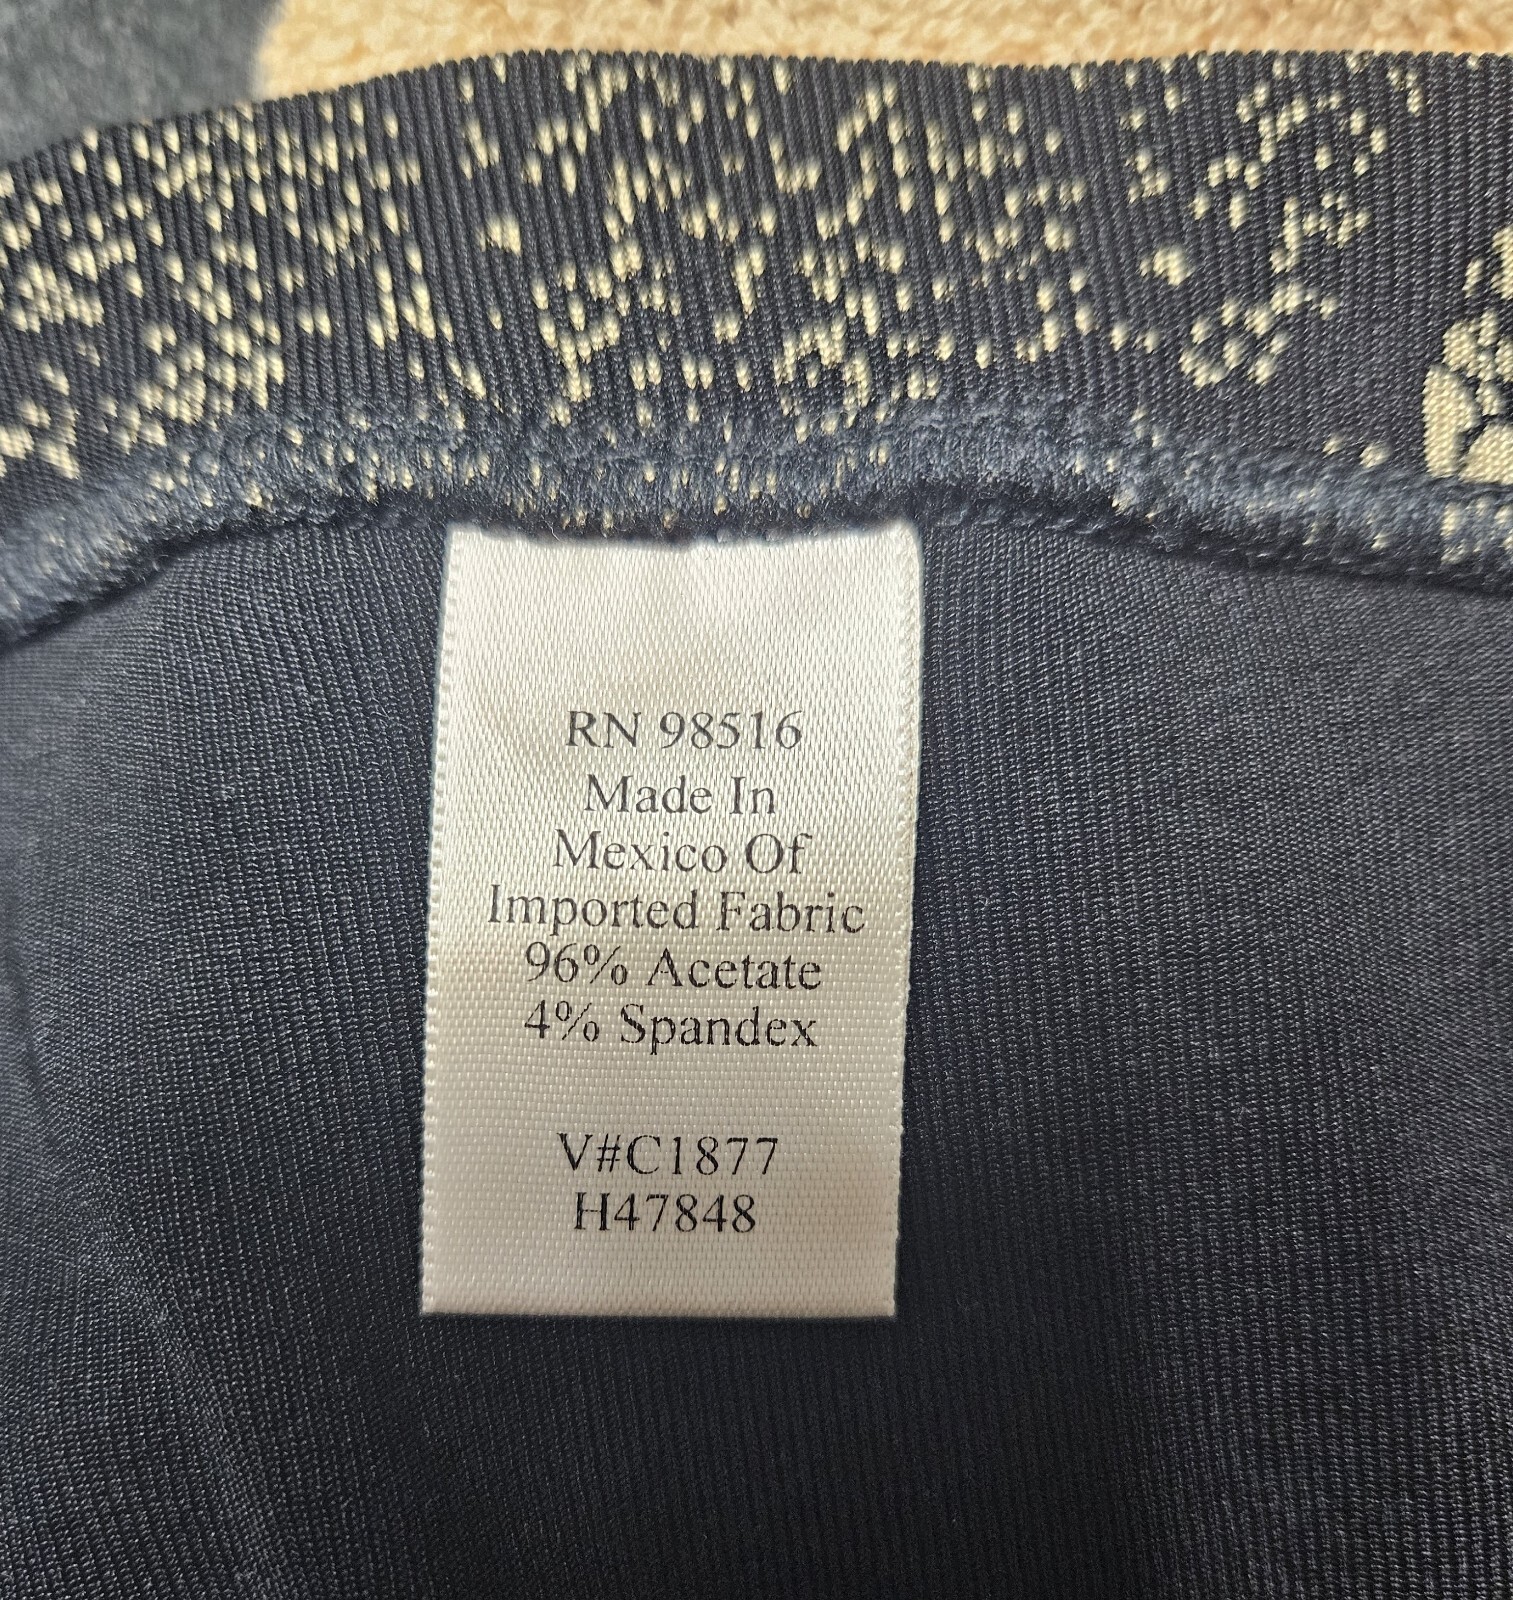 RN 98516
Made In
Mexico Of
Imported Fabric
96% Acetate
4% Spandex
V#C1877
H47848